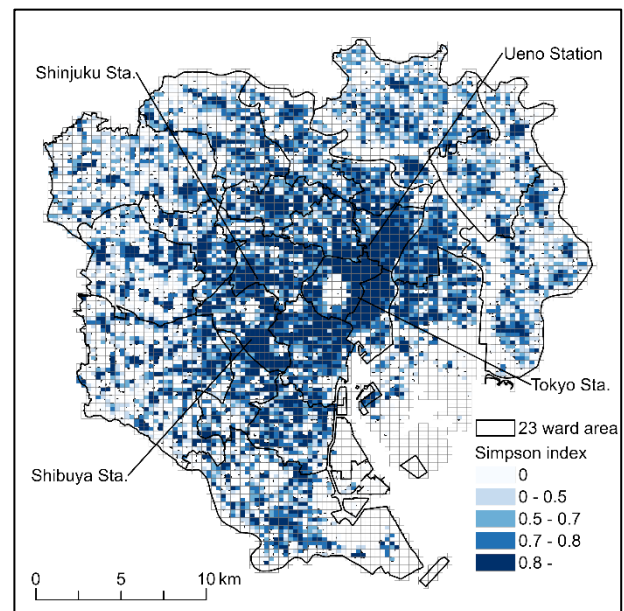 Ueno Station
Shinjuku Sta.
Tokyo Sta.
Shibuya Sta.
23 ward area
Simpson index
0
0 - 0.5
0.5 - 0.7
0.7 - 0.8
0.8 -
0 5 10 km